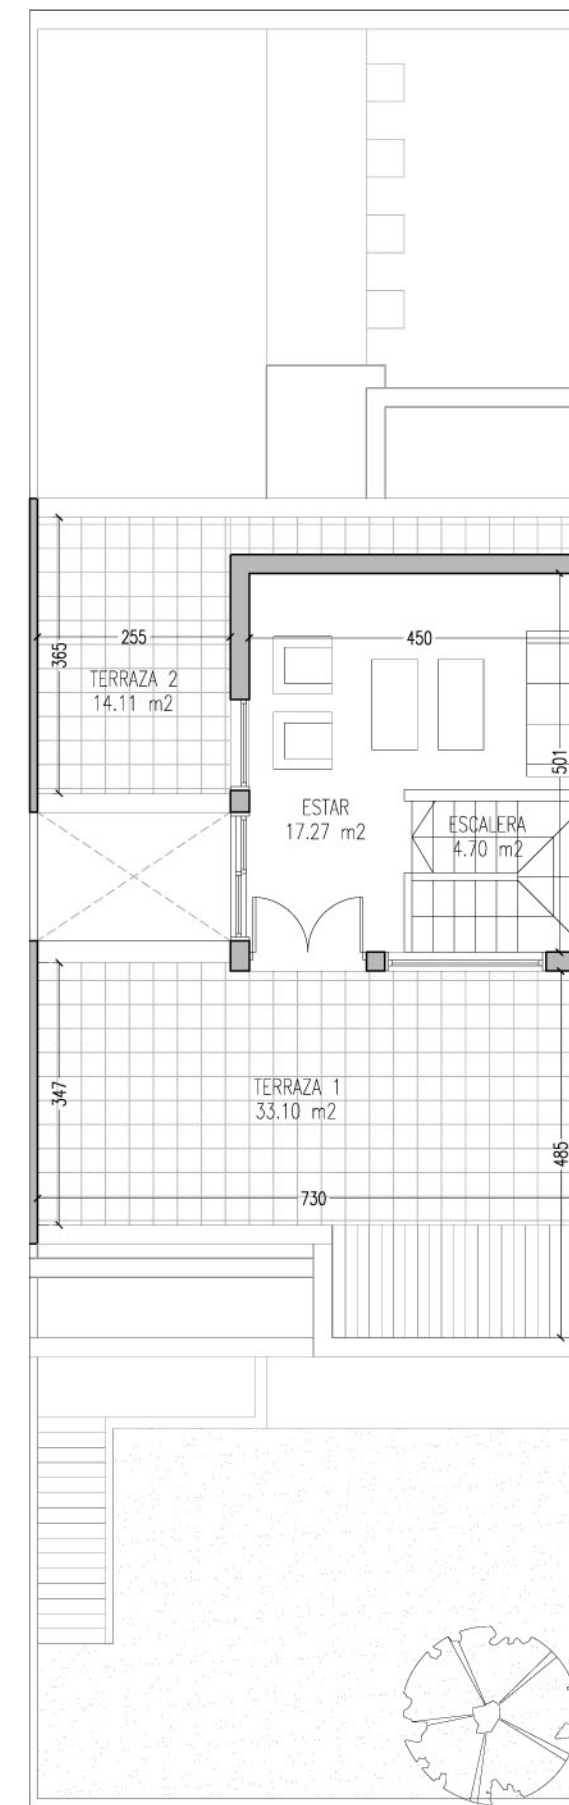 255
450
365
TERRAZA 2
14.11 m2
501
ESTAR
17.27 m2
ESCALERA
4.70 m2
TERRAZA 1
33.10 m2
347
485
730